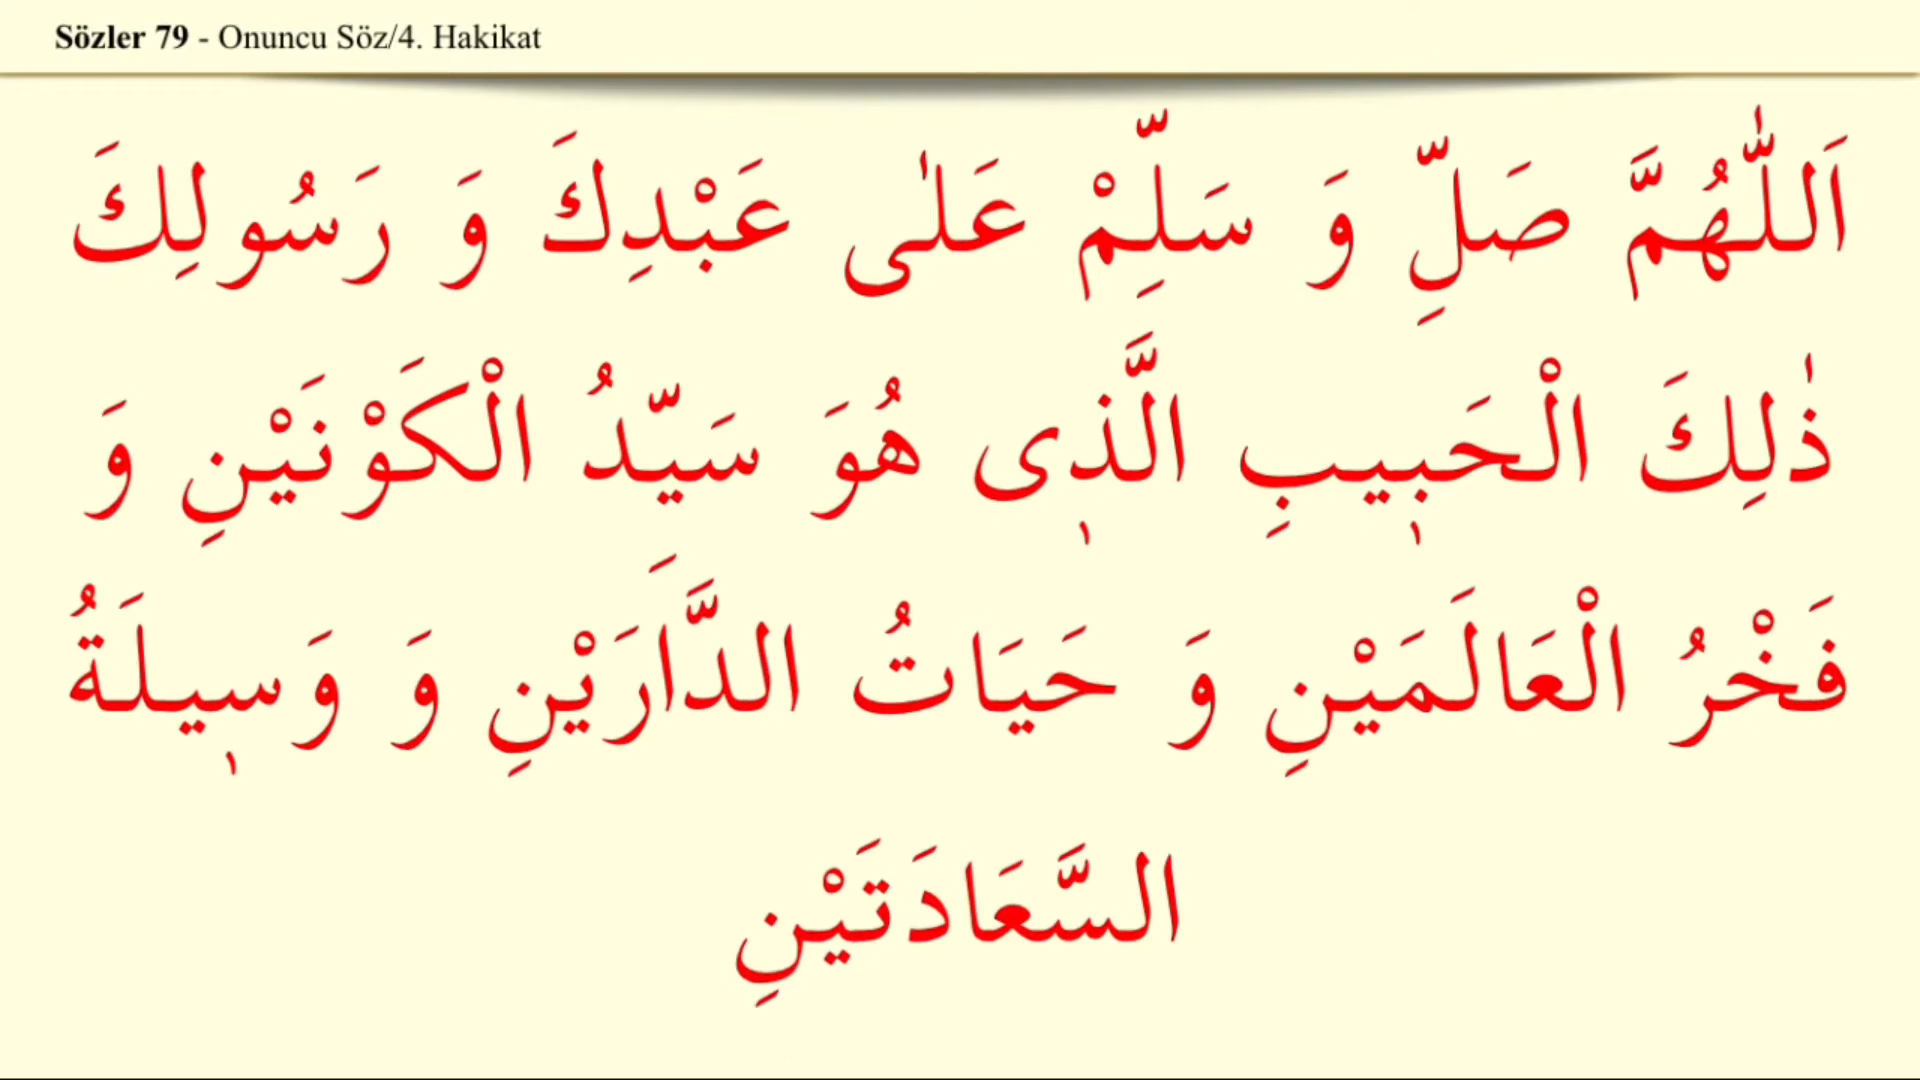 Sözler 79 - Onuncu Söz/4. Hakikat
اَللّٰهُمَّ صَلِّ وَ سَلِّمْ عَلٰى عَبْدِكَ وَ رَسُولِكَ
ذٰلِكَ الْحَبٖيبِ الَّذٖى هُوَ سَيِّدُ الْكَوْنَيْنِ وَ
فَخْرُ الْعَالَمَيْنِ وَ حَيَاتُ الدَّارَيْنِ وَ وَسٖيلَةُ
السَّعَادَتَيْنِ